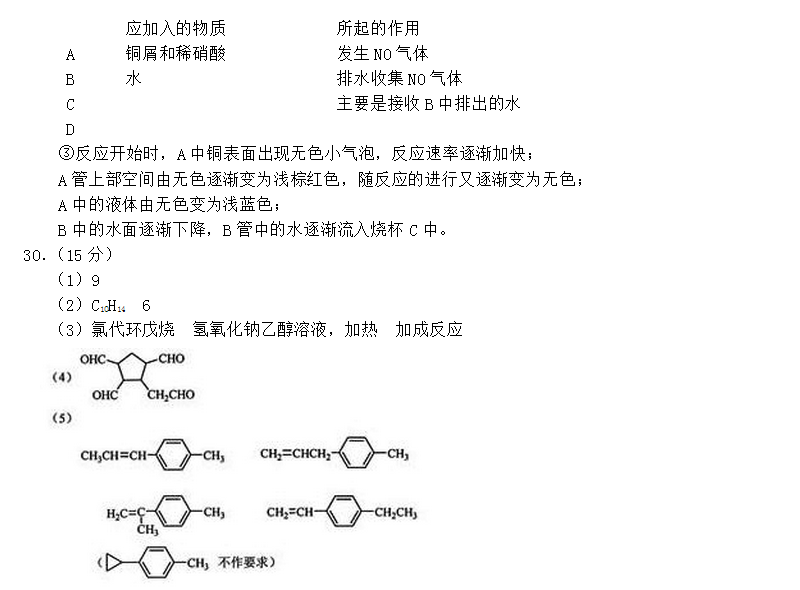 应加入的物质 所起的作用
A 铜屑和稀硝酸 发生NO气体
B 水 排水收集NO气体
C 主要是接收B中排出的水
D
③反应开始时，A中铜表面出现无色小气泡，反应速率逐渐加快；
A管上部空间由无色逐渐变为浅棕红色，随反应的进行又逐渐变为无色；
A中的液体由无色变为浅蓝色；
B中的水面逐渐下降，B管中的水逐渐流入烧杯C中。
30.（15分）
（1）9
（2）C₁₀H₁₄ 6
（3）氯代环戊烷 氢氧化钠乙醇溶液，加热 加成反应
(4) OHC CHO
OHC CH₂CHO
(5)
CH₃CH=CH CH₃ CH₂=CHCH₂ CH₃
H₂C=C CH₃ CH₂=CH CH₂CH₃
CH₃
( CH₃ 不作要求)